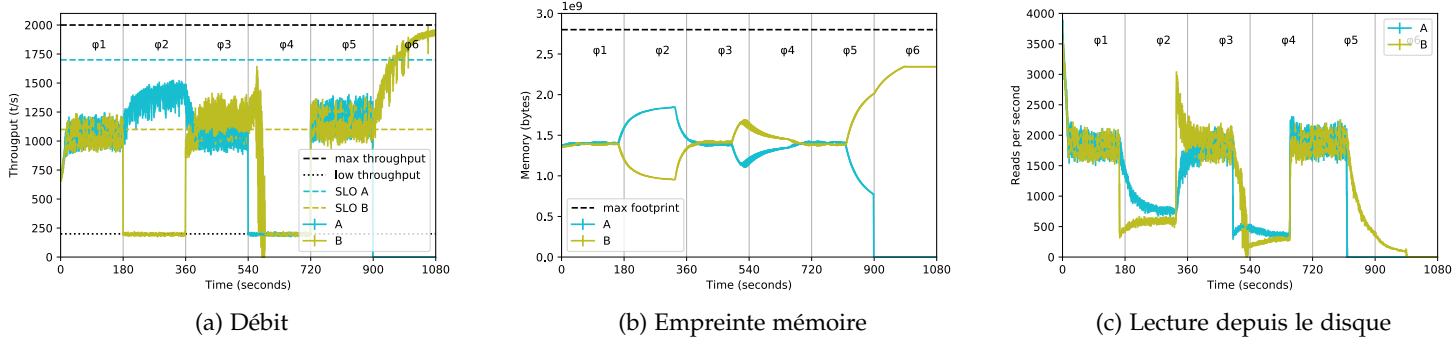 2000
1750
1500
1250
1000
750
500
250
0
Througput (t/s)
φ1 φ2 φ3 φ4 φ5 φ6
max throughput
low throughput
SLO A
SLO B
A
B
0 180 360 540 720 900 1080
Time (seconds)
(a) Débit
1e9
3.0
2.5
2.0
1.5
1.0
0.5
0.0
Memory (bytes)
φ1 φ2 φ3 φ4 φ5 φ6
max footprint
A
B
0 180 360 540 720 900 1080
Time (seconds)
(b) Empreinte mémoire
4000
3500
3000
2500
2000
1500
1000
500
0
Reads per second
φ1 φ2 φ3 φ4 φ5 φ6
A
B
0 180 360 540 720 900 1080
Time (seconds)
(c) Lecture depuis le disque